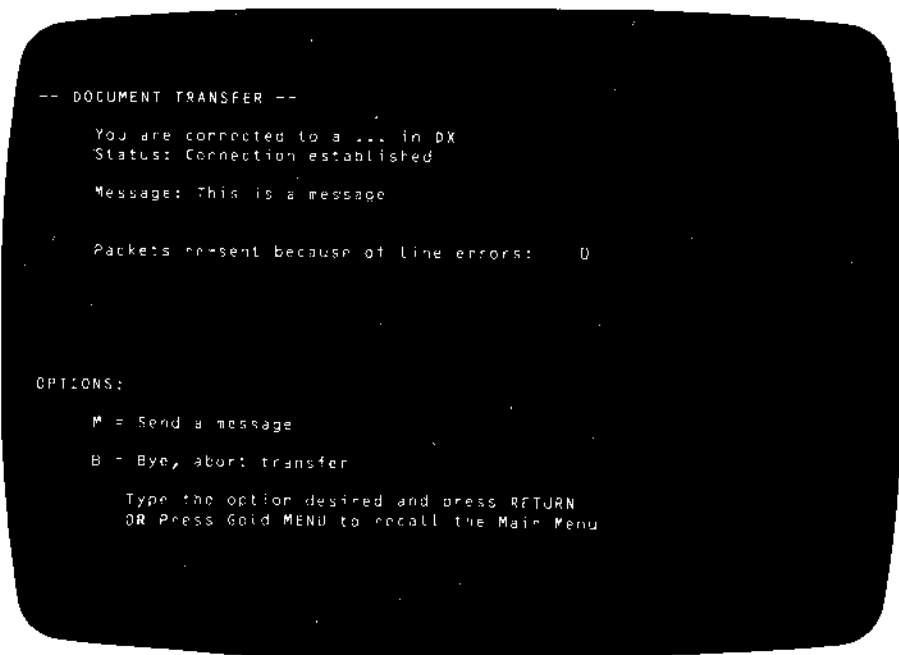 -- DOCUMENT TRANSFER --
You are connected to a ... in DX
Status: Connection established
Message: This is a message
Packets resent because of line errors: 0
OPTIONS:
M = Send a message
B = Bye, abort transfer
Type the option desired and press RETURN
OR Press Gold MENU to recall the Main Menu